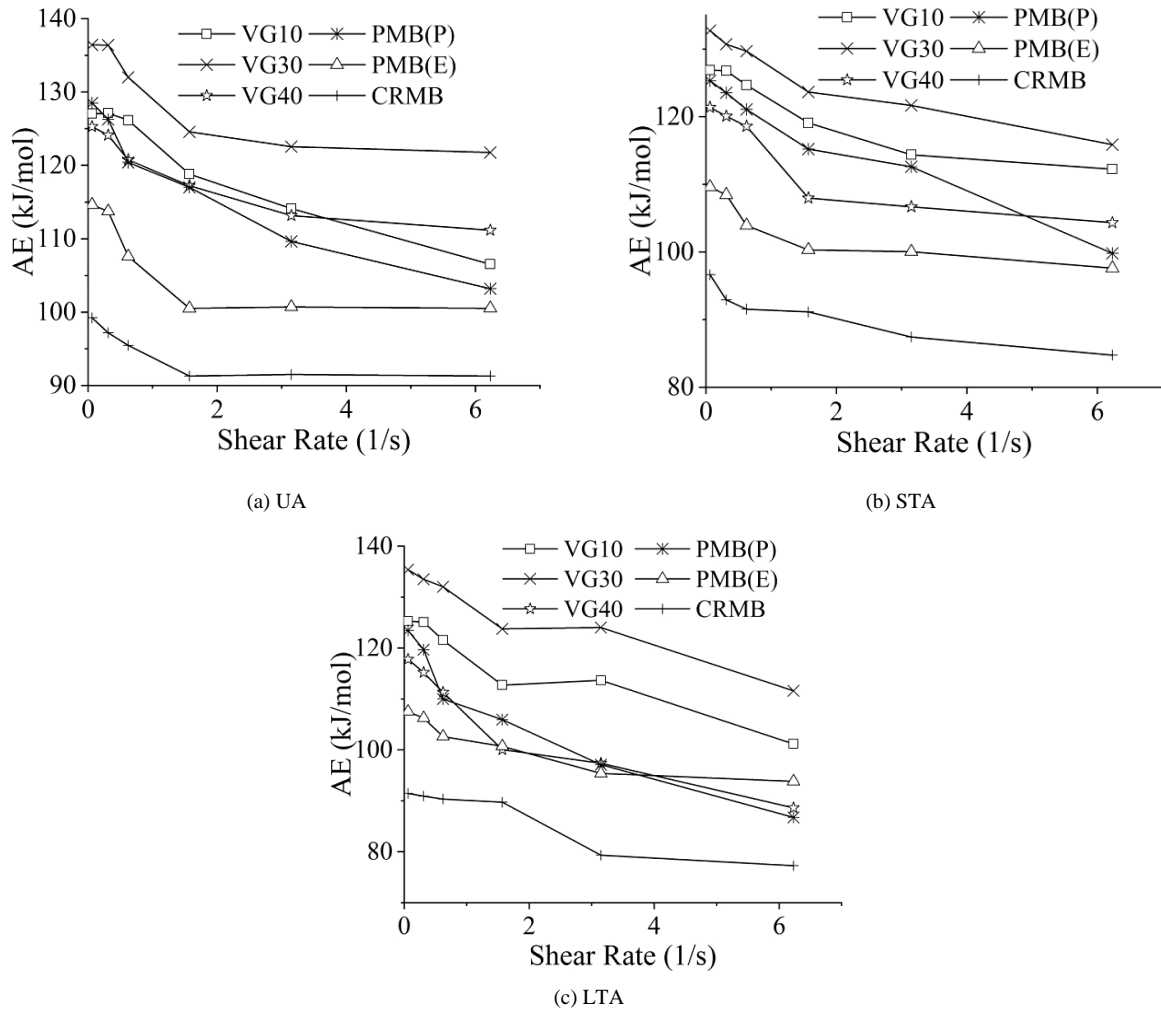 140
130
120
110
100
90
AE (kJ/mol)
VG10 PMB(P)
VG30 PMB(E)
VG40 CRMB
0 2 4 6
Shear Rate (1/s)
(a) UA
120
100
80
AE (kJ/mol)
VG10 PMB(P)
VG30 PMB(E)
VG40 CRMB
0 2 4 6
Shear Rate (1/s)
(b) STA
140
120
100
80
AE (kJ/mol)
VG10 PMB(P)
VG30 PMB(E)
VG40 CRMB
0 2 4 6
Shear Rate (1/s)
(c) LTA